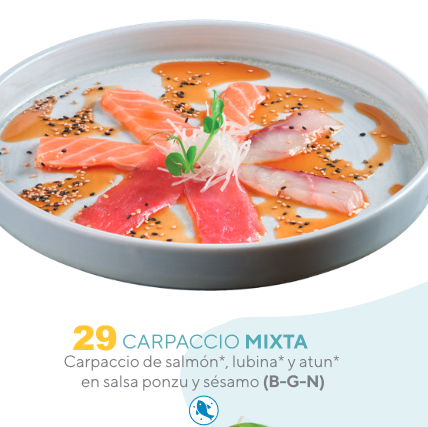 29 CARPACCIO MIXTA
Carpaccio de salmón*, lubina* y atun*
en salsa ponzu y sésamo (B-G-N)